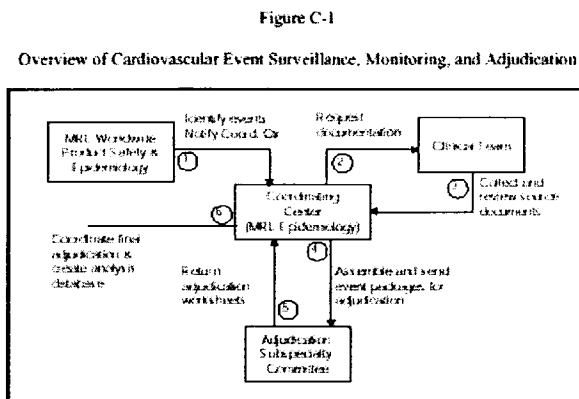 Figure C-1
Overview of Cardiovascular Event Surveillance, Monitoring, and Adjudication
MRL Worldwide
Product Safety &
Epidemiology
Identify events
Notify Coord. Ctr
1
Request
documentation
2
Clinical Team
3
Collect and
review source
documents
Coordinating
Center
(MRL Epidemiology)
6
Coordinate final
adjudication &
create analysis
database
4
Assemble and send
event packages for
adjudication
Return
adjudication
worksheets
5
Adjudication
Subspecialty
Committee